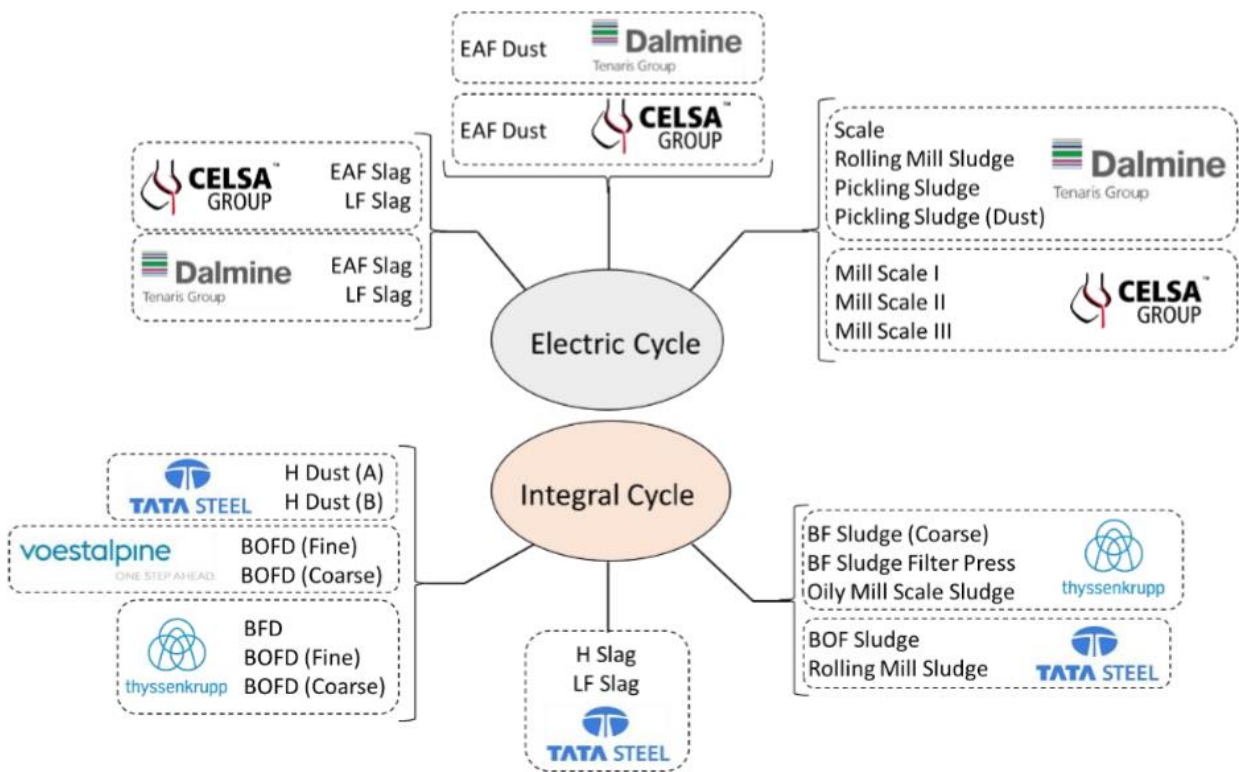 EAF Dust
Dalmine
Tenaris Group
EAF Dust
CELSA™
GROUP
CELSA™
GROUP
EAF Slag
LF Slag
Dalmine
Tenaris Group
EAF Slag
LF Slag
Scale
Rolling Mill Sludge
Pickling Sludge
Pickling Sludge (Dust)
Dalmine
Tenaris Group
Mill Scale I
Mill Scale II
Mill Scale III
CELSA™
GROUP
Electric Cycle
Integral Cycle
TATA STEEL
H Dust (A)
H Dust (B)
voestalpine
ONE STEP AHEAD.
BOFD (Fine)
BOFD (Coarse)
thyssenkrupp
BFD
BOFD (Fine)
BOFD (Coarse)
H Slag
LF Slag
TATA STEEL
BF Sludge (Coarse)
BF Sludge Filter Press
Oily Mill Scale Sludge
thyssenkrupp
BOF Sludge
Rolling Mill Sludge
TATA STEEL